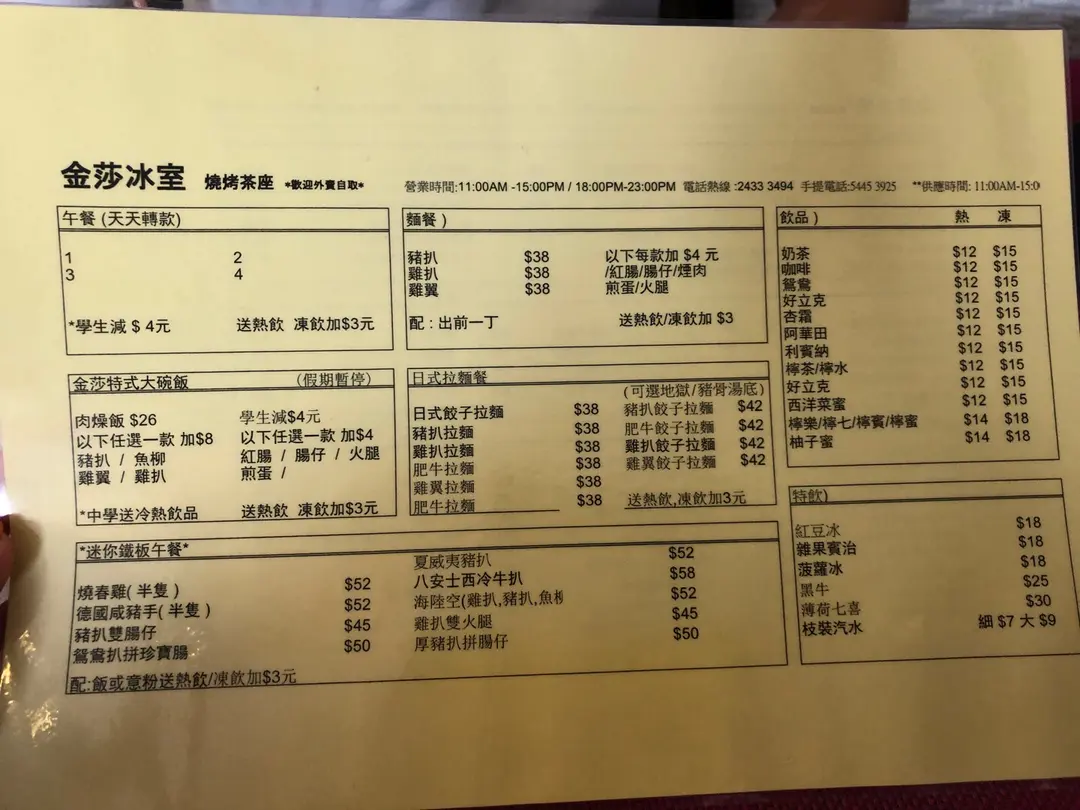 金莎冰室 燒烤茶座 *歡迎外賣自取* 營業時間:11:00AM -15:00PM / 18:00PM-23:00PM 電話熱線 :2433 3494 手提電話:5445 3925 **供應時間: 11:00AM-15:0
午餐 (天天轉款)
1 2
3 4
*學生減 $ 4元 送熱飲 凍飲加$3元
麵餐 )
豬扒 $38 以下每款加 $4 元
雞扒 $38 /紅腸/腸仔/煙肉
雞翼 $38 煎蛋/火腿
配 : 出前一丁 送熱飲/凍飲加 $3
飲品 ) 熱 凍
奶茶 $12 $15
咖啡 $12 $15
鴛鴦 $12 $15
好立克 $12 $15
杏霜 $12 $15
阿華田 $12 $15
利賓納 $12 $15
檸茶/檸水 $12 $15
好立克 $12 $15
西洋菜蜜 $12 $15
檸樂/檸七/檸賓/檸蜜 $14 $18
柚子蜜 $14 $18
金莎特式大碗飯 (假期暫停)
肉燥飯 $26 學生減$4元
以下任選一款 加$8 以下任選一款 加$4
豬扒 / 魚柳 紅腸 / 腸仔 / 火腿
雞翼 / 雞扒 煎蛋 /
*中學送冷熱飲品 送熱飲 凍飲加$3元
日式拉麵餐
(可選地獄/豬骨湯底)
日式餃子拉麵 $38 豬扒餃子拉麵 $42
豬扒拉麵 $38 肥牛餃子拉麵 $42
雞扒拉麵 $38 雞扒餃子拉麵 $42
肥牛拉麵 $38 雞翼餃子拉麵 $42
雞翼拉麵 $38
肥牛拉麵 $38 送熱飲,凍飲加3元
*迷你鐵板午餐*
燒春雞( 半隻 ) $52
德國咸豬手( 半隻 ) $52
豬扒雙腸仔 $45
鴛鴦扒拼珍寶腸 $50
夏威夷豬扒 $52
八安士西冷牛扒 $58
海陸空(雞扒,豬扒,魚柳 $52
雞扒雙火腿 $45
厚豬扒拼腸仔 $50
配:飯或意粉送熱飲/凍飲加$3元
特飲)
紅豆冰 $18
雜果賓治 $18
菠蘿冰 $18
黑牛 $25
薄荷七喜 $30
枝裝汽水 細 $7 大 $9